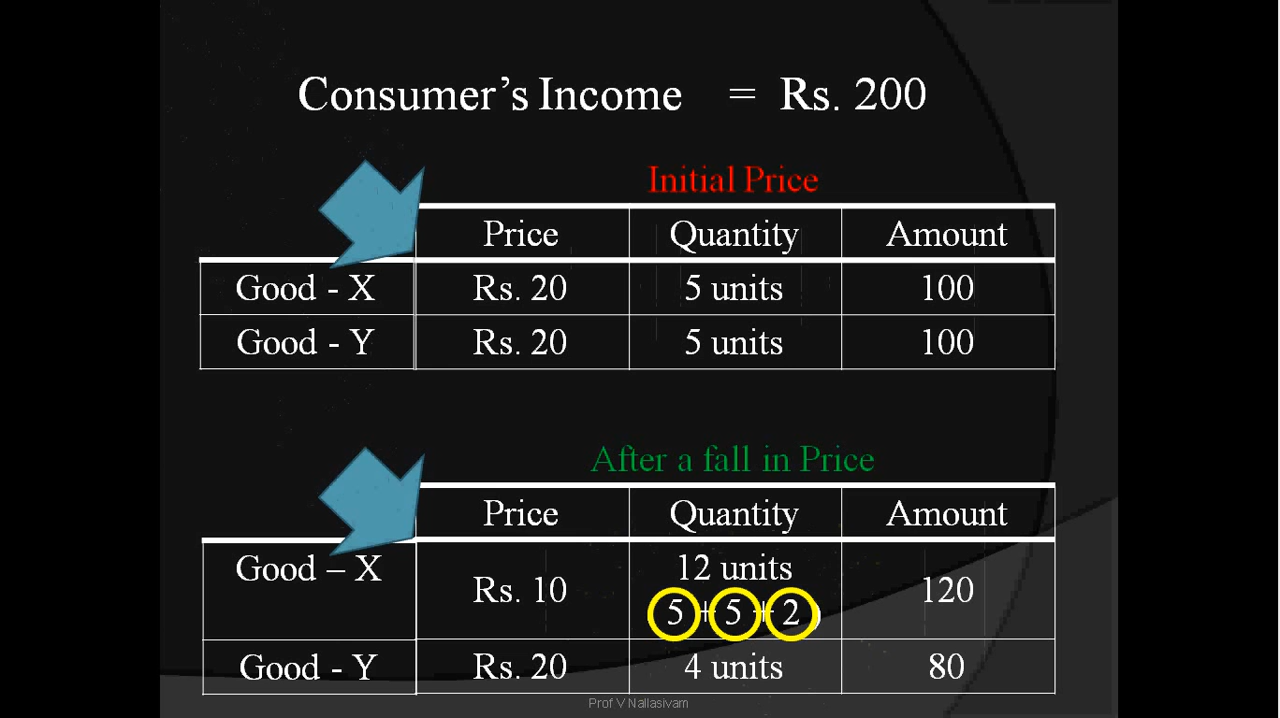 Consumer’s Income = Rs. 200
Initial Price
Price Quantity Amount
Good - X Rs. 20 5 units 100
Good - Y Rs. 20 5 units 100
After a fall in Price
Price Quantity Amount
Good – X Rs. 10 12 units 120
5 + 5 + 2 )
Good - Y Rs. 20 4 units 80
Prof V Nallasivam